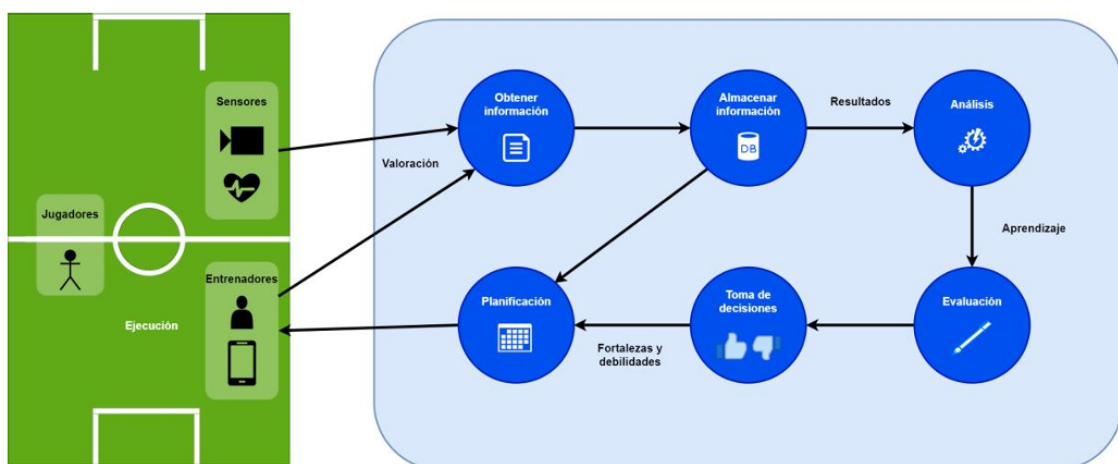 Sensores
Jugadores
Entrenadores
Ejecución
Valoración
Obtener
información
Almacenar
información
DB
Resultados
Análisis
Aprendizaje
Planificación
Fortalezas y
debilidades
Toma de
decisiones
Evaluación